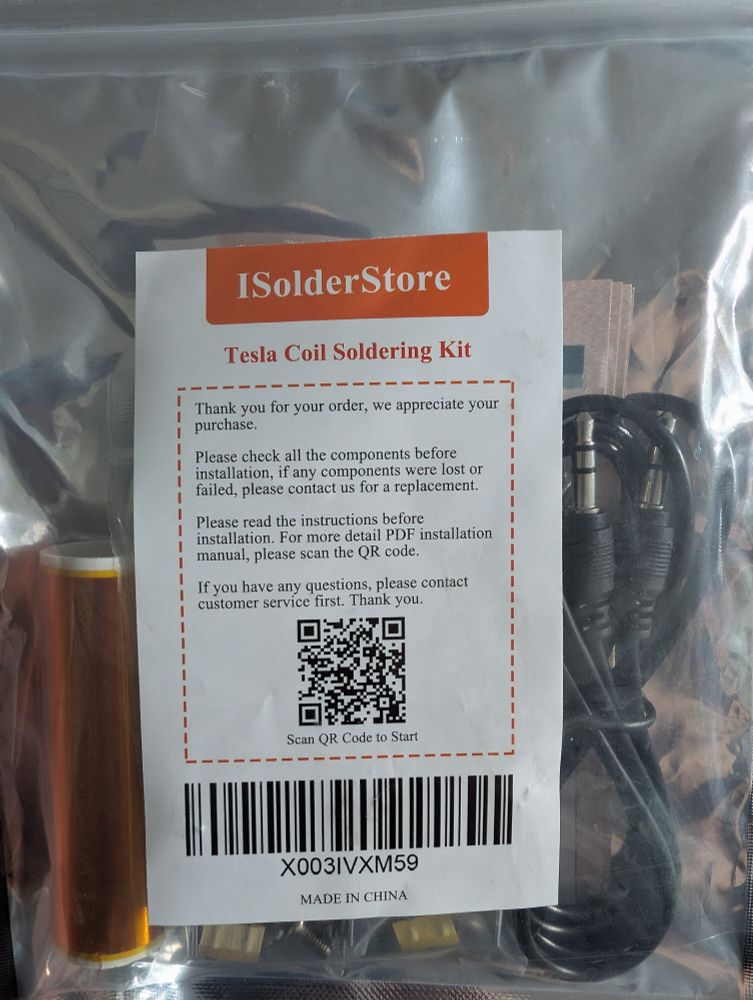 ISolderStore
Tesla Coil Soldering Kit
Thank you for your order, we appreciate your
purchase.
Please check all the components before
installation, if any components were lost or
failed, please contact us for a replacement.
Please read the instructions before
installation. For more detail PDF installation
manual, please scan the QR code.
If you have any questions, please contact
customer service first. Thank you.
Scan QR Code to Start
X003IVXM59
MADE IN CHINA